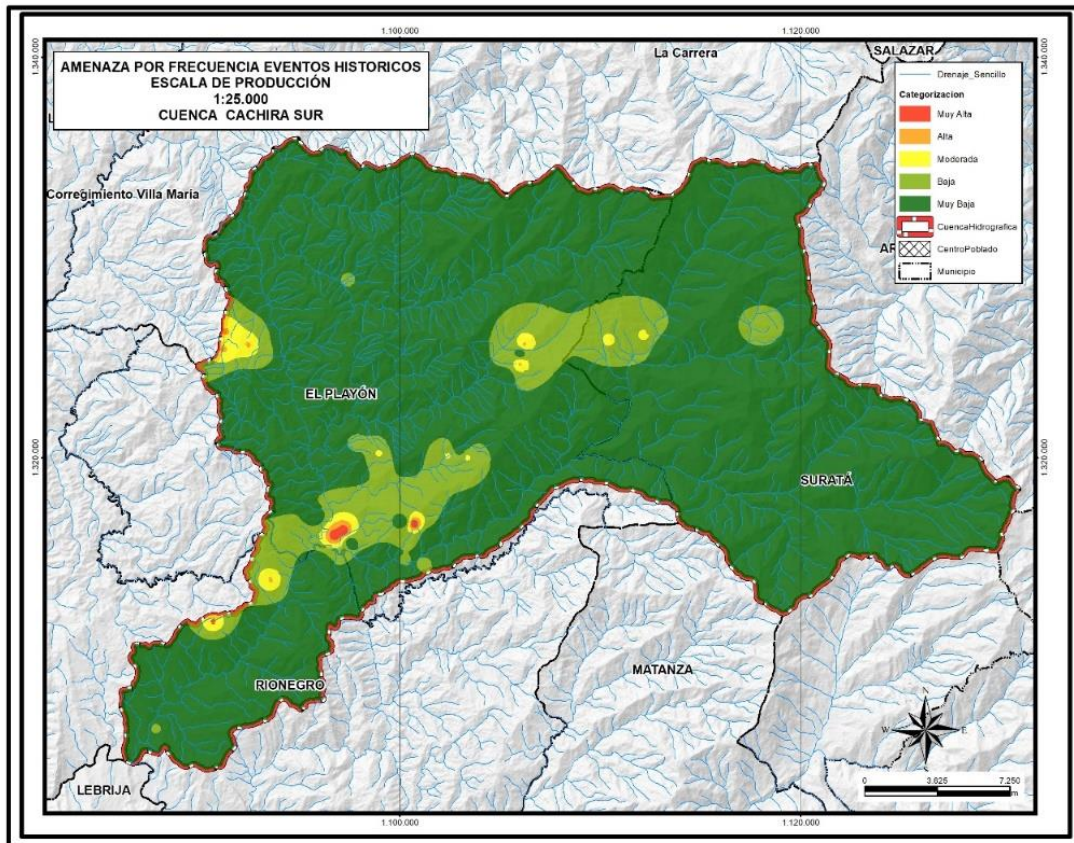 AMENAZA POR FRECUENCIA EVENTOS HISTORICOS
ESCALA DE PRODUCCIÓN
1:25.000
CUENCA CACHIRA SUR
1.100.000
1.120.000
1.340.000
1.340.000
La Carrera
SALAZAR
Drenaje_Sencillo
Categorizacion
Muy Alta
Alta
Moderada
Baja
Muy Baja
CuencaHidrografica
CentroPoblado
Municipio
Corregimiento Villa Maria
EL PLAYÓN
1.320.000
1.320.000
SURATÁ
MATANZA
RIONEGRO
LEBRIJA
N
W
E
S
0 3.625 7.250
m
1.100.000
1.120.000